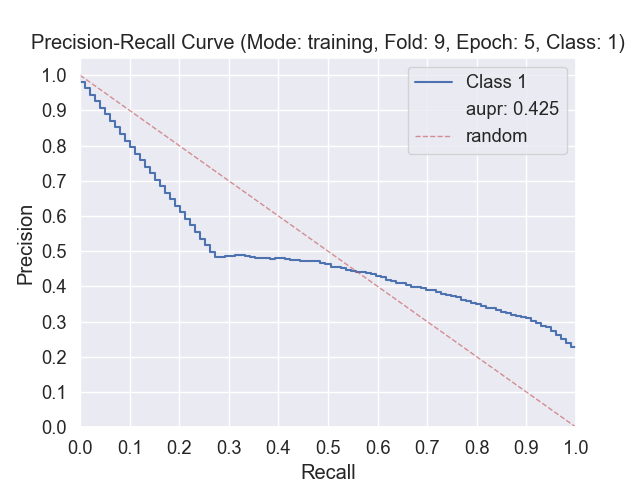 Precision-Recall Curve (Mode: training, Fold: 9, Epoch: 5, Class: 1)
Class 1
aupr: 0.425
random
Precision
1.0
0.9
0.8
0.7
0.6
0.5
0.4
0.3
0.2
0.1
0.0
0.0 0.1 0.2 0.3 0.4 0.5 0.6 0.7 0.8 0.9 1.0
Recall